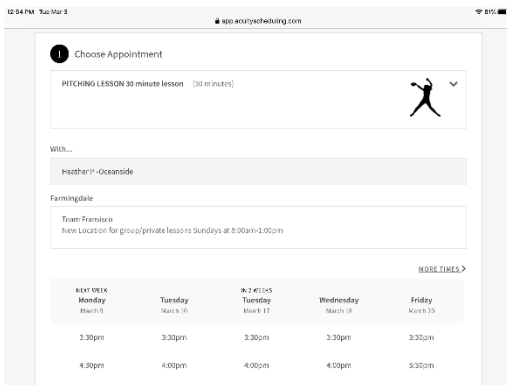 12:54 PM Tue Mar 3
81%
app.acuityscheduling.com
1 Choose Appointment
PITCHING LESSON 30 minute lesson (30 minutes)
With...
Heather P -Oceanside
Farmingdale
Team Fransisco
New Location for group/private lessons Sundays at 8:00am-1:00pm
MORE TIMES
NEXT WEEK IN 2 WEEKS
Monday Tuesday Tuesday Wednesday Friday
March 9 March 10 March 17 March 18 March 20
3:30pm 3:30pm 3:30pm 3:30pm 3:30pm
4:30pm 4:00pm 4:00pm 4:00pm 5:30pm